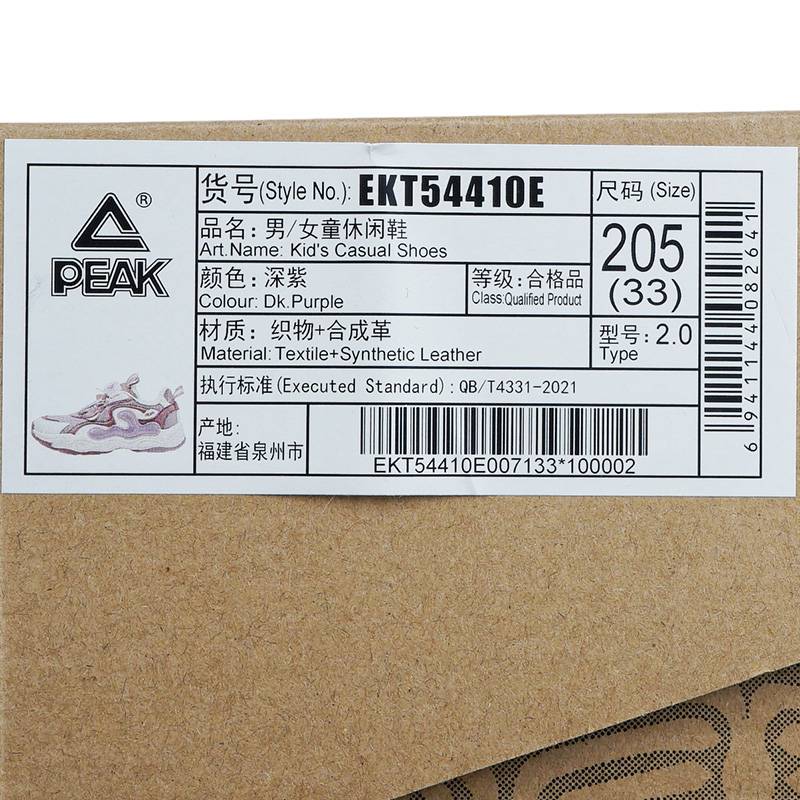 PEAK®
货号(Style No.): EKT54410E
尺码 (Size)
品名: 男/女童休闲鞋
Art.Name: Kid's Casual Shoes
205
(33)
颜色: 深紫
Colour: Dk.Purple
等级: 合格品
Class:Qualified Product
材质: 织物+合成革
Material: Textile+Synthetic Leather
型号: 2.0
Type
执行标准(Executed Standard): QB/T4331-2021
产地:
福建省泉州市
EKT54410E007133*100002
6941144082641